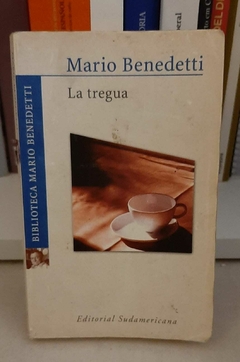 Mario Benedetti
La tregua
BIBLIOTECA MARIO BENEDETTI
Editorial Sudamericana